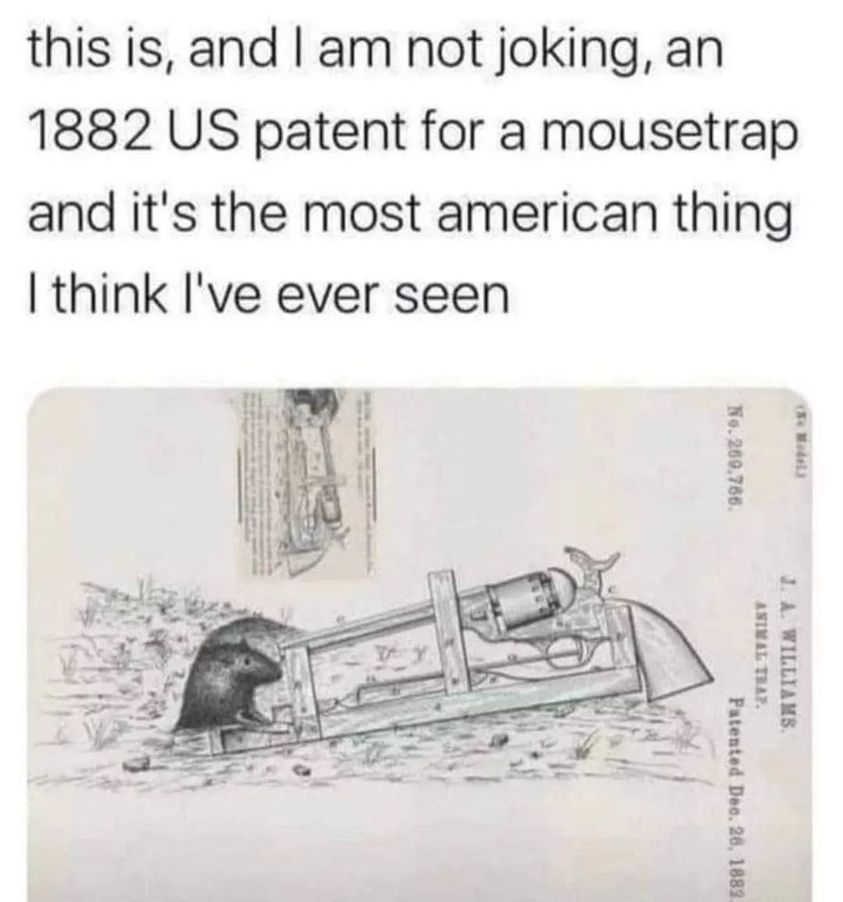 this is, and I am not joking, an
1882 US patent for a mousetrap
and it's the most american thing
I think I've ever seen
(No Model.)
J. A. WILLIAMS.
ANIMAL TRAP.
No. 269,766.
Patented Dec. 26, 1882.